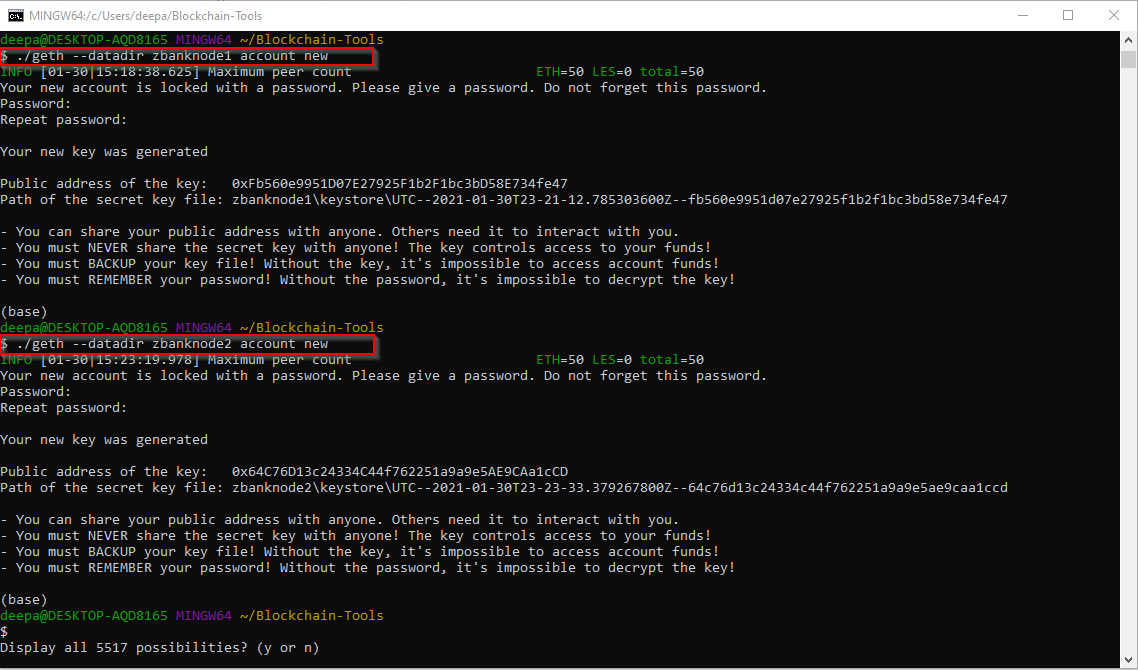 MINGW64:/c/Users/deepa/Blockchain-Tools
deepa@DESKTOP-AQD8165 MINGW64 ~/Blockchain-Tools
$ ./geth --datadir zbanknode1 account new
INFO [01-30|15:18:38.625] Maximum peer count                       ETH=50 LES=0 total=50
Your new account is locked with a password. Please give a password. Do not forget this password.
Password:
Repeat password:
Your new key was generated
Public address of the key:   0xFb560e9951D07E27925F1b2F1bc3bD58E734fe47
Path of the secret key file: zbanknode1\keystore\UTC--2021-01-30T23-21-12.785303600Z--fb560e9951d07e27925f1b2f1bc3bd58e734fe47
- You can share your public address with anyone. Others need it to interact with you.
- You must NEVER share the secret key with anyone! The key controls access to your funds!
- You must BACKUP your key file! Without the key, it's impossible to access account funds!
- You must REMEMBER your password! Without the password, it's impossible to decrypt the key!
(base)
deepa@DESKTOP-AQD8165 MINGW64 ~/Blockchain-Tools
$ ./geth --datadir zbanknode2 account new
INFO [01-30|15:23:19.978] Maximum peer count                       ETH=50 LES=0 total=50
Your new account is locked with a password. Please give a password. Do not forget this password.
Password:
Repeat password:
Your new key was generated
Public address of the key:   0x64C76D13c24334C44f762251a9a9e5AE9CAa1cCD
Path of the secret key file: zbanknode2\keystore\UTC--2021-01-30T23-23-33.379267800Z--64c76d13c24334c44f762251a9a9e5ae9caa1ccd
- You can share your public address with anyone. Others need it to interact with you.
- You must NEVER share the secret key with anyone! The key controls access to your funds!
- You must BACKUP your key file! Without the key, it's impossible to access account funds!
- You must REMEMBER your password! Without the password, it's impossible to decrypt the key!
(base)
deepa@DESKTOP-AQD8165 MINGW64 ~/Blockchain-Tools
$
Display all 5517 possibilities? (y or n)